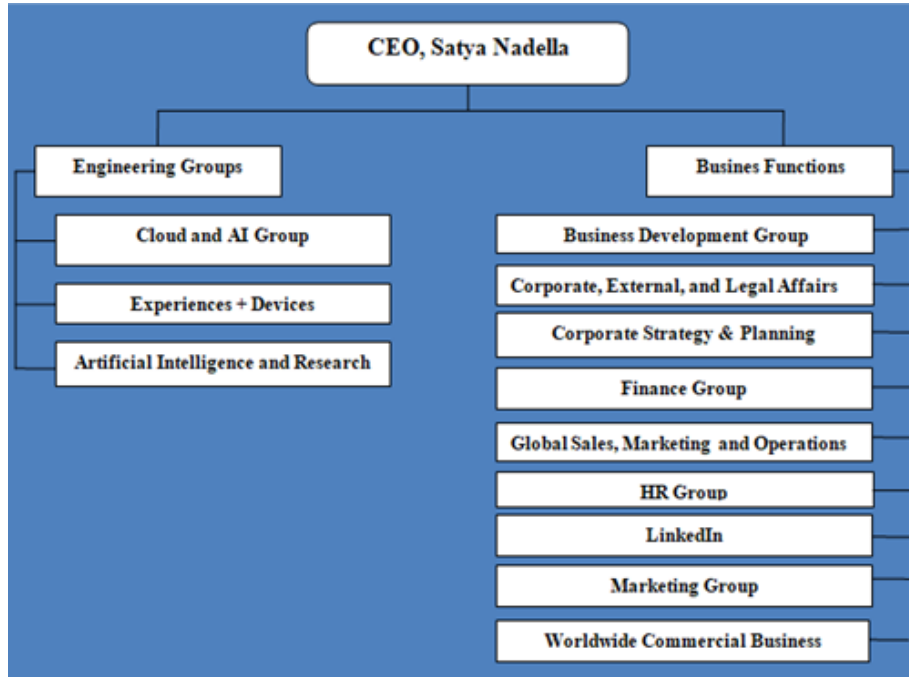 CEO, Satya Nadella
Engineering Groups
Cloud and AI Group
Experiences + Devices
Artificial Intelligence and Research
Busines Functions
Business Development Group
Corporate, External, and Legal Affairs
Corporate Strategy & Planning
Finance Group
Global Sales, Marketing and Operations
HR Group
LinkedIn
Marketing Group
Worldwide Commercial Business